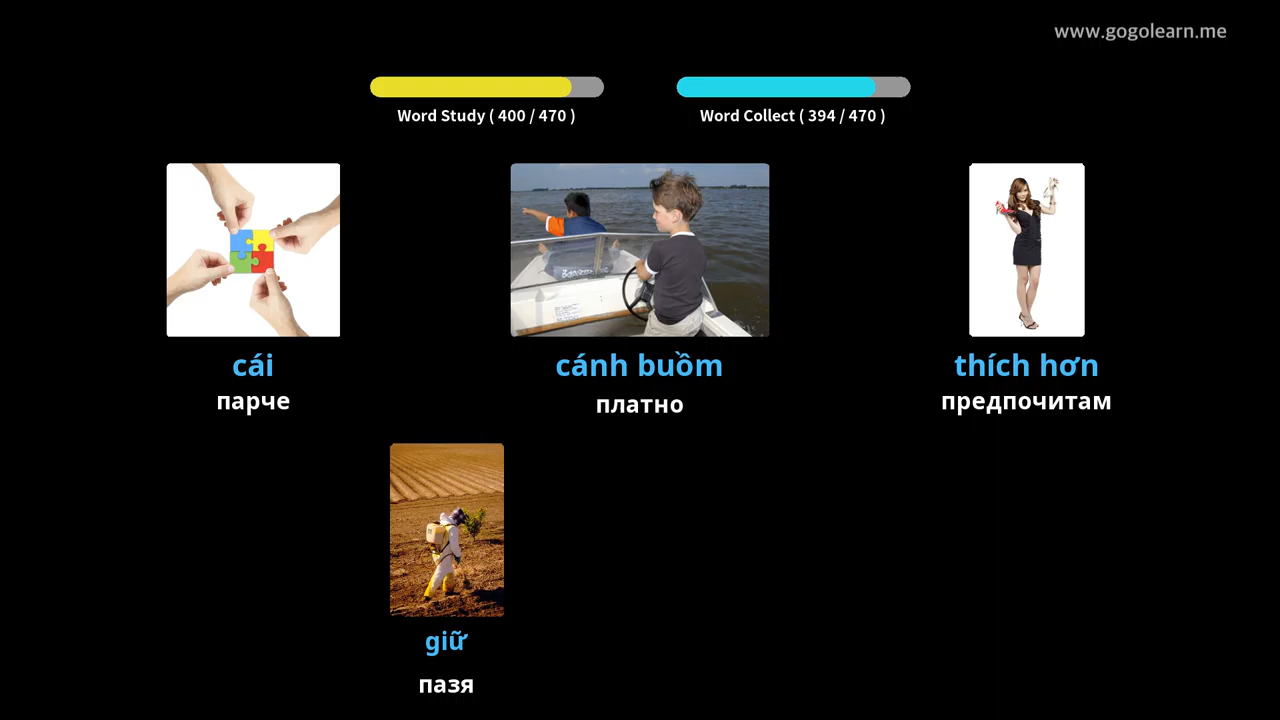 www.gogolearn.me
Word Study ( 400 / 470 )
Word Collect ( 394 / 470 )
cái
cánh buồm
thích hơn
парче
платно
предпочитам
giữ
пазя